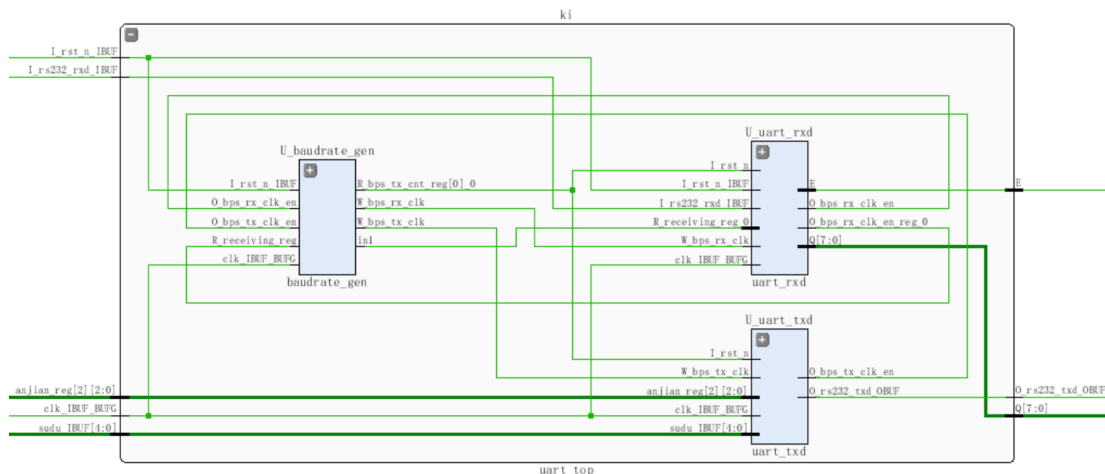 ki
I_rst_n_IBUF
I_rs232_rxd_IBUF
U_uart_rxd
U_baudrate_gen
I_rst_n
I_rst_n_IBUF
R_bps_tx_cnt_reg[0]_0
I_rst_n_IBUF
E
E
O_bps_rx_clk_en
W_bps_rx_clk
I_rs232_rxd_IBUF
O_bps_rx_clk_en
O_bps_tx_clk_en
W_bps_tx_clk
R_receiving_reg_0
O_bps_rx_clk_en_reg_0
R_receiving_reg
in1
W_bps_rx_clk
Q[7:0]
clk_IBUF_BUFG
clk_IBUF_BUFG
baudrate_gen
uart_rxd
U_uart_txd
I_rst_n
W_bps_tx_clk
O_bps_tx_clk_en
anjian_reg[2][2:0]
anjian_reg[2][2:0]
O_rs232_txd_OBUF
O_rs232_txd_OBUF
clk_IBUF_BUFG
clk_IBUF_BUFG
Q[7:0]
sudu_IBUF[4:0]
sudu_IBUF[4:0]
uart_txd
uart_top